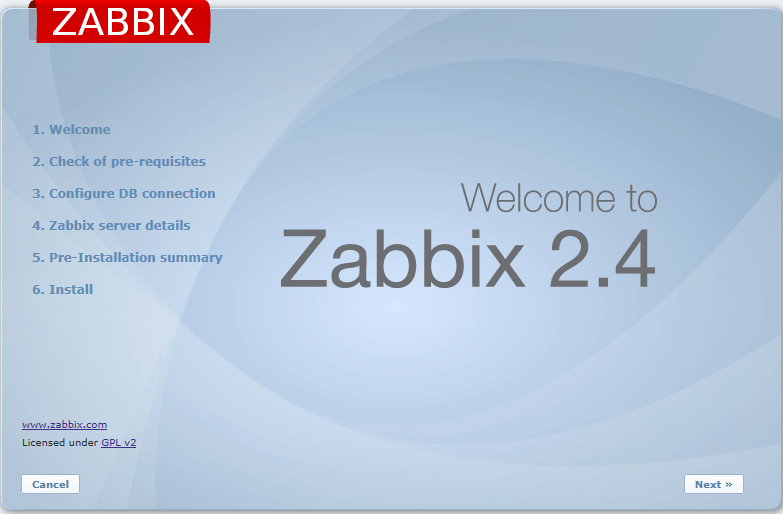 ZABBIX
1. Welcome
2. Check of pre-requisites
3. Configure DB connection
4. Zabbix server details
5. Pre-Installation summary
6. Install
Welcome to
Zabbix 2.4
www.zabbix.com
Licensed under GPL v2
Cancel
Next »